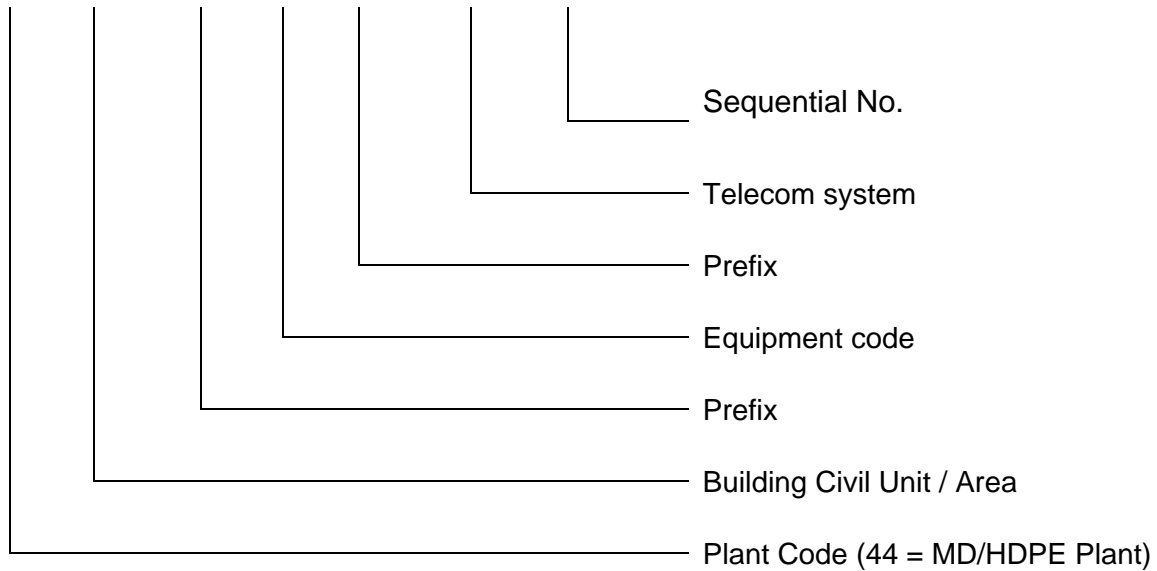 Sequential No.
Telecom system
Prefix
Equipment code
Prefix
Building Civil Unit / Area
Plant Code (44 = MD/HDPE Plant)